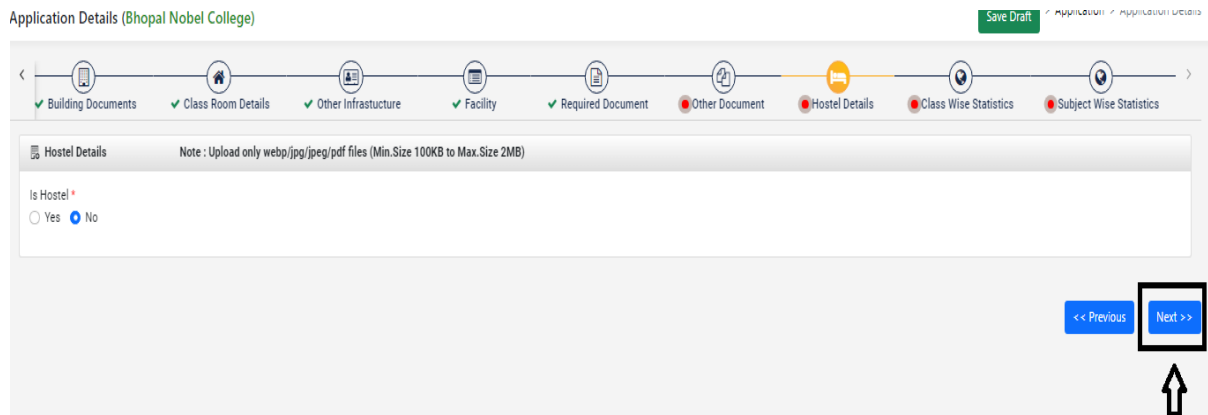 Application Details (Bhopal Nobel College)
Save Draft > Application > Application Details
Building Documents Class Room Details Other Infrastucture Facility Required Document Other Document Hostel Details Class Wise Statistics Subject Wise Statistics
Hostel Details Note : Upload only webp/jpg/jpeg/pdf files (Min.Size 100KB to Max.Size 2MB)
Is Hostel *
Yes No
<< Previous Next >>